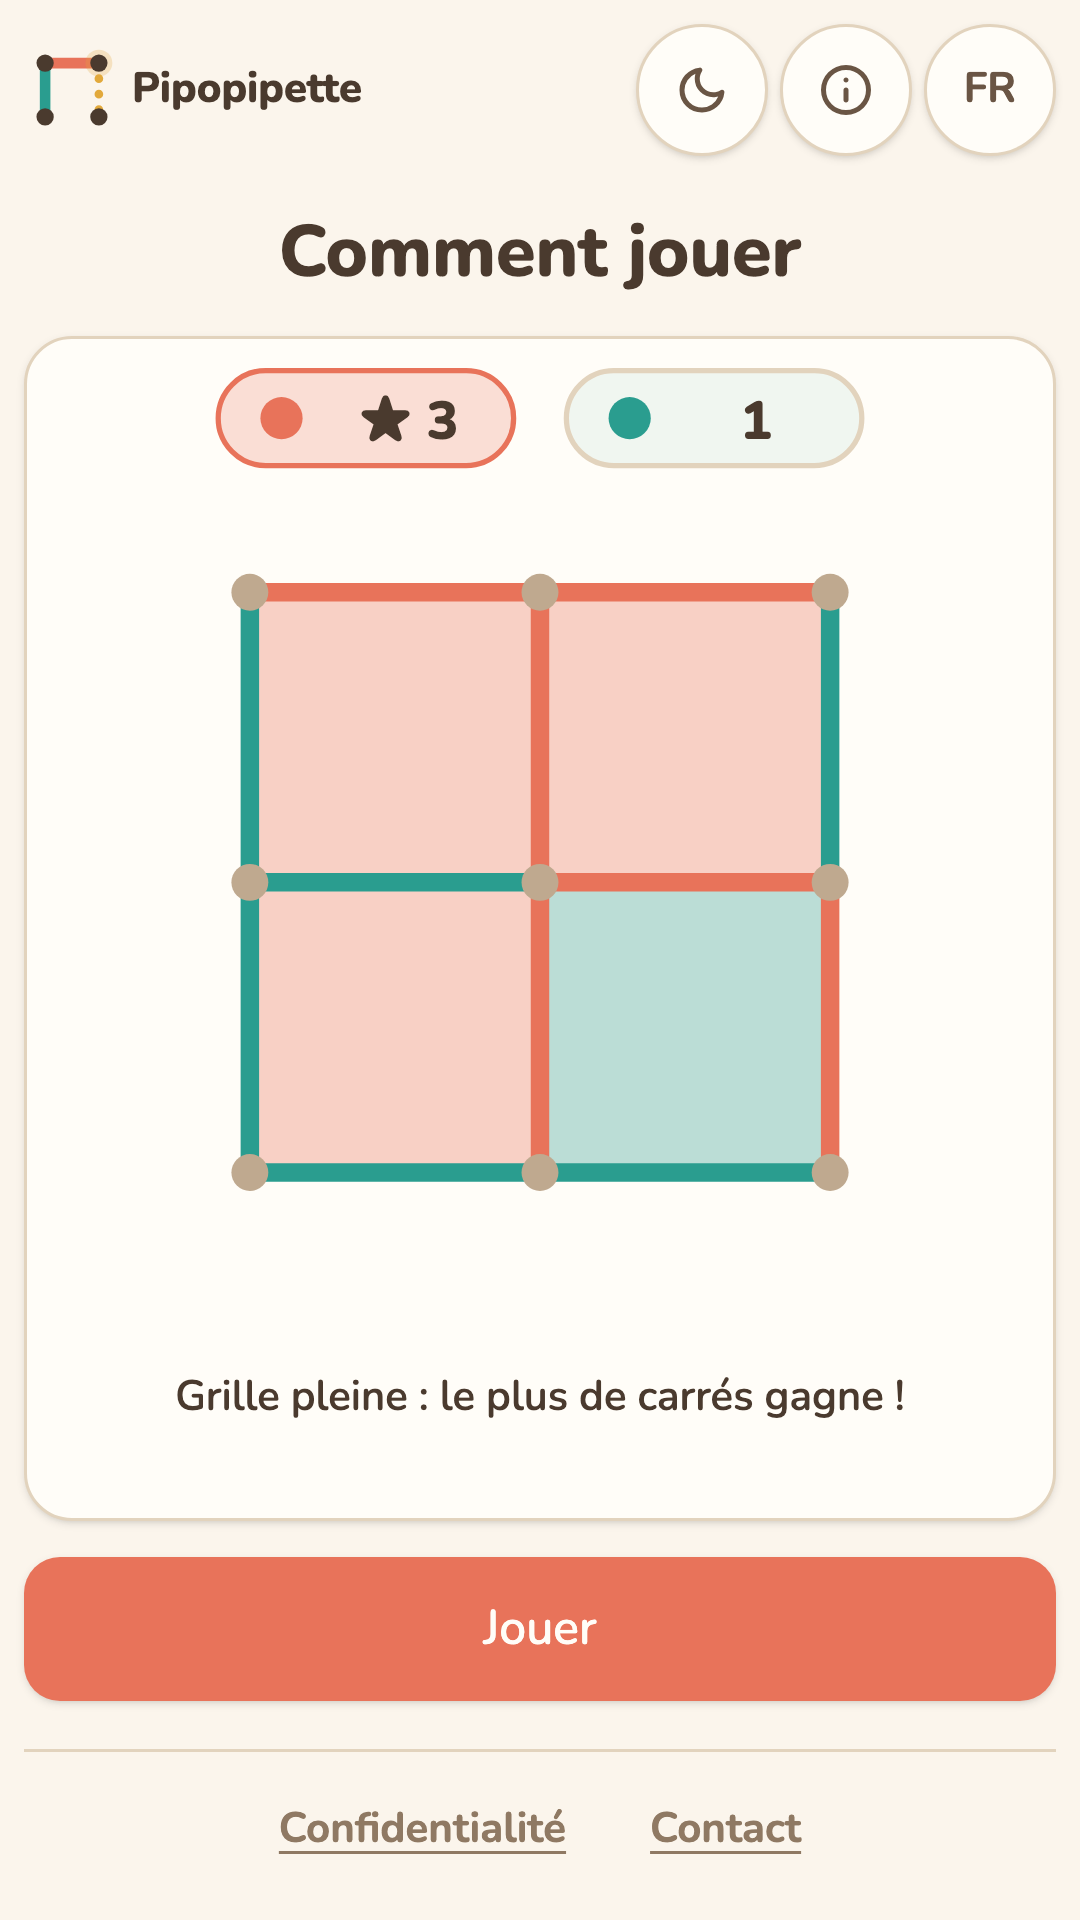 Pipopipette
FR
Comment jouer
3
1
Grille pleine : le plus de carrés gagne !
Jouer
Confidentialité
Contact